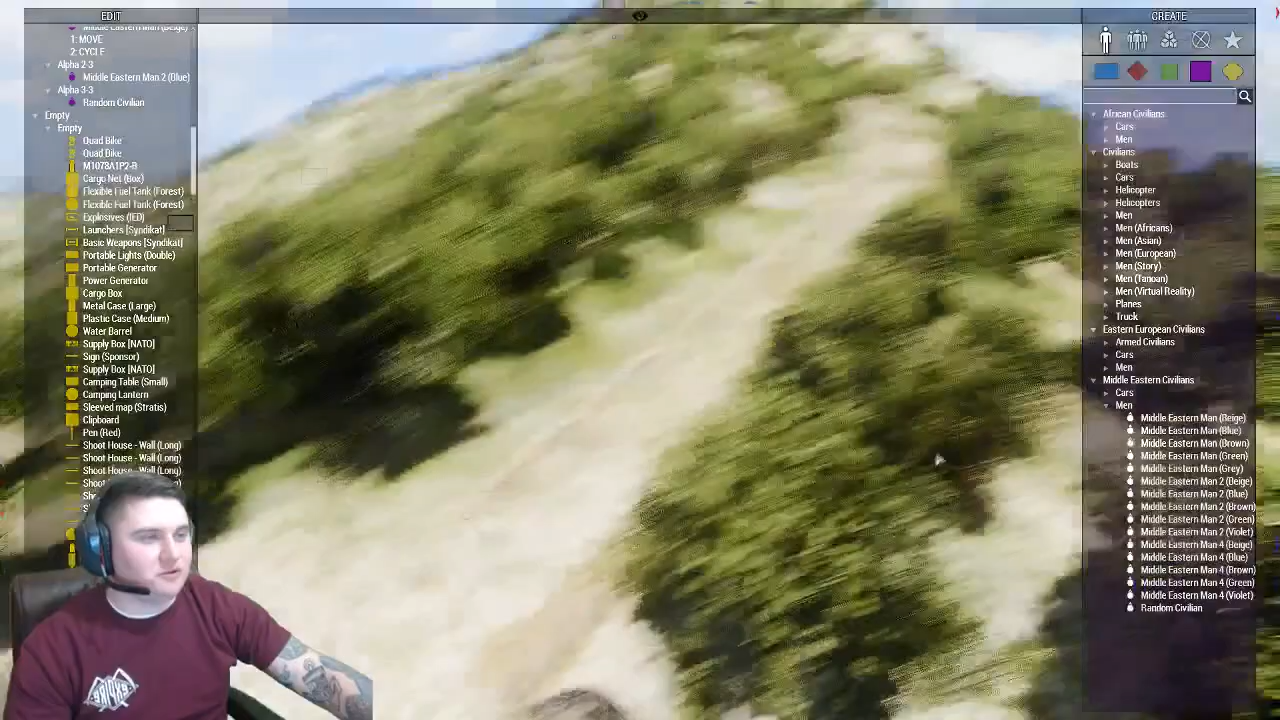 EDIT
Middle Eastern Man (Beige)
1: MOVE
2: CYCLE
Alpha 2-3
Middle Eastern Man 2 (Blue)
Alpha 3-3
Random Civilian
Empty
Empty
Quad Bike
Quad Bike
M1078A1P2-B
Cargo Net (Box)
Flexible Fuel Tank (Forest)
Flexible Fuel Tank (Forest)
Explosives (IED)
Launchers [Syndikat]
Basic Weapons [Syndikat]
Portable Lights (Double)
Portable Generator
Power Generator
Cargo Box
Metal Case (Large)
Plastic Case (Medium)
Water Barrel
Supply Box [NATO]
Sign (Sponsor)
Supply Box [NATO]
Camping Table (Small)
Camping Lantern
Sleeved map (Stratis)
Clipboard
Pen (Red)
Shoot House - Wall (Long)
Shoot House - Wall (Long)
Shoot House - Wall (Long)
CREATE
African Civilians
Cars
Men
Civilians
Boats
Cars
Helicopter
Helicopters
Men
Men (Africans)
Men (Asian)
Men (European)
Men (Story)
Men (Tanoan)
Men (Virtual Reality)
Planes
Truck
Eastern European Civilians
Armed Civilians
Cars
Men
Middle Eastern Civilians
Cars
Men
Middle Eastern Man (Beige)
Middle Eastern Man (Blue)
Middle Eastern Man (Brown)
Middle Eastern Man (Green)
Middle Eastern Man (Grey)
Middle Eastern Man 2 (Beige)
Middle Eastern Man 2 (Blue)
Middle Eastern Man 2 (Brown)
Middle Eastern Man 2 (Green)
Middle Eastern Man 2 (Violet)
Middle Eastern Man 4 (Beige)
Middle Eastern Man 4 (Blue)
Middle Eastern Man 4 (Brown)
Middle Eastern Man 4 (Green)
Middle Eastern Man 4 (Violet)
Random Civilian